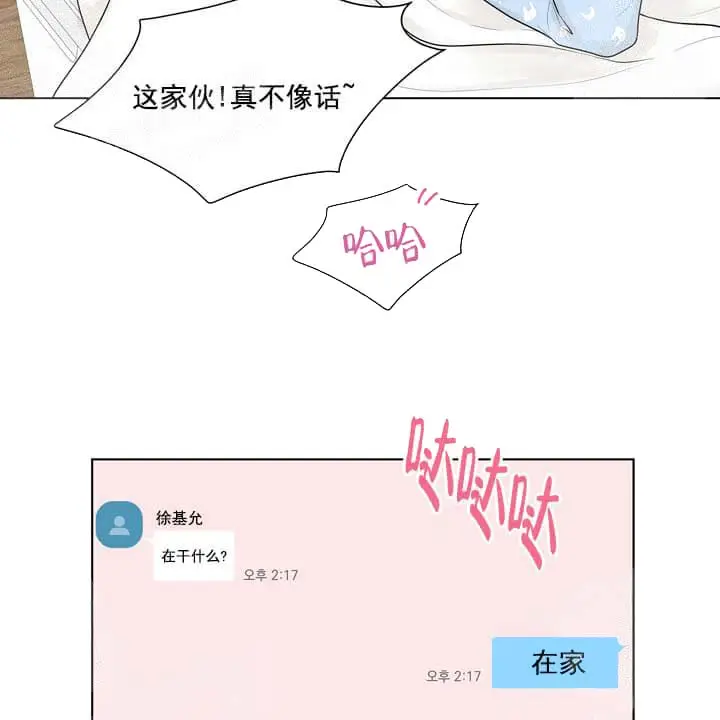 这家伙!真不像话~
哈哈
哒哒哒
徐基允
在干什么?
오후 2:17
在家
오후 2:17